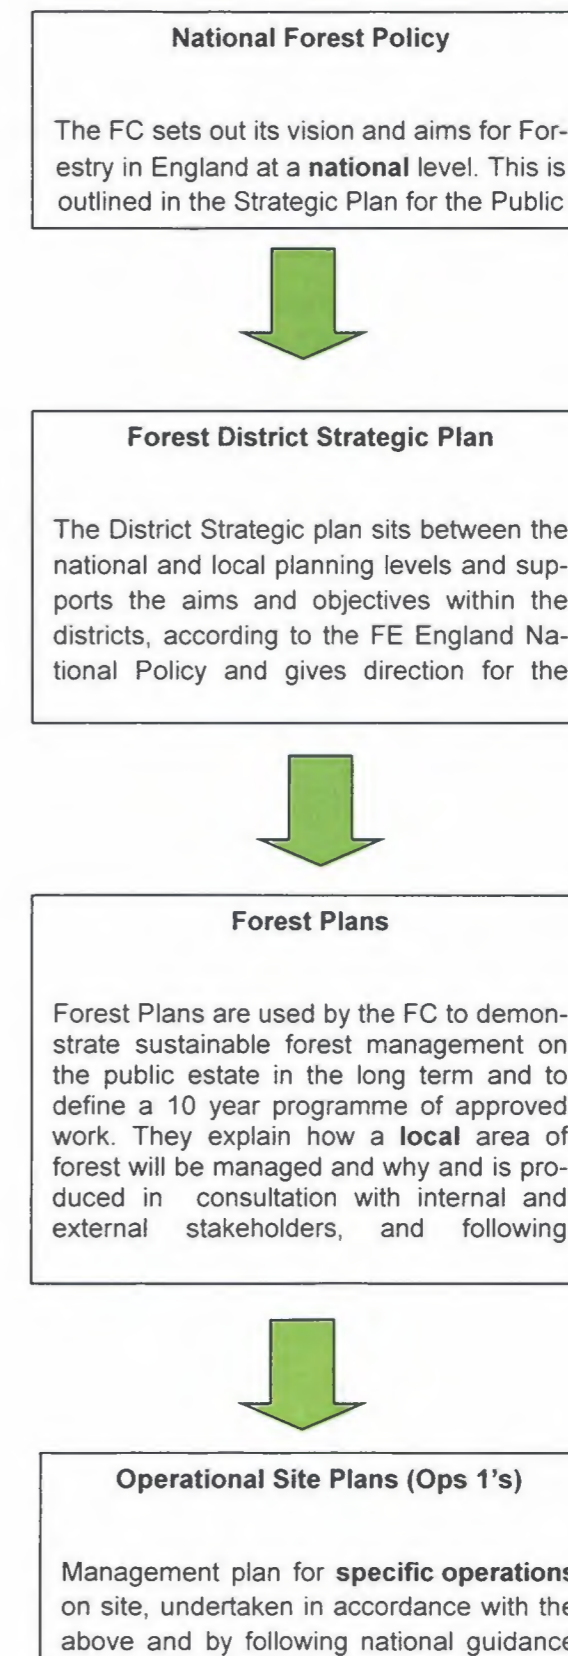 National Forest Policy
The FC sets out its vision and aims for For-
estry in England at a national level. This is
outlined in the Strategic Plan for the Public
Forest District Strategic Plan
The District Strategic plan sits between the
national and local planning levels and sup-
ports the aims and objectives within the
districts, according to the FE England Na-
tional Policy and gives direction for the
Forest Plans
Forest Plans are used by the FC to demon-
strate sustainable forest management on
the public estate in the long term and to
define a 10 year programme of approved
work. They explain how a local area of
forest will be managed and why and is pro-
duced in consultation with internal and
external stakeholders, and following
Operational Site Plans (Ops 1's)
Management plan for specific operations
on site, undertaken in accordance with the
above and by following national guidance